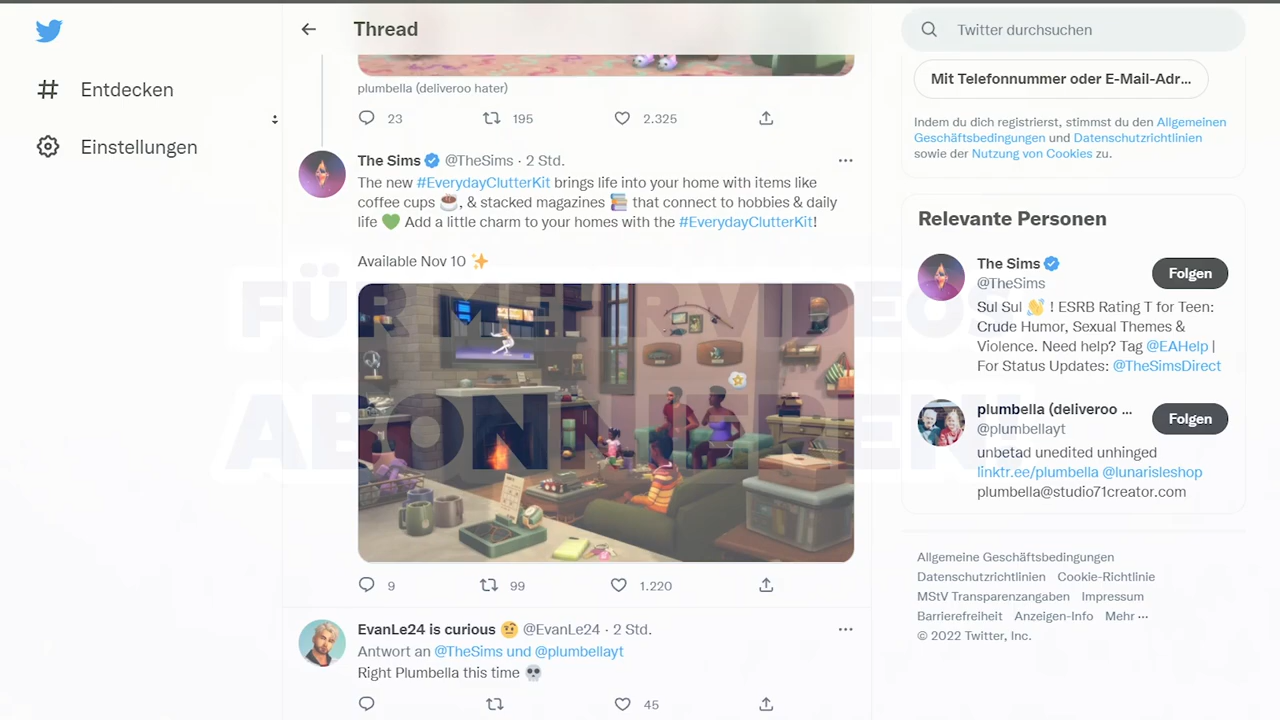 Entdecken
Einstellungen
Thread
plumbella (deliveroo hater)
23 195 2.325
The Sims @TheSims · 2 Std.
The new #EverydayClutterKit brings life into your home with items like
coffee cups ☕, & stacked magazines 📚 that connect to hobbies & daily
life 💚 Add a little charm to your homes with the #EverydayClutterKit!
Available Nov 10 ✨
FÜR MEHR VIDEOS
ABONNIEREN
9 99 1.220
EvanLe24 is curious 🤨 @EvanLe24 · 2 Std.
Antwort an @TheSims und @plumbellayt
Right Plumbella this time 💀
45
Twitter durchsuchen
Mit Telefonnummer oder E-Mail-Adr...
Indem du dich registrierst, stimmst du den Allgemeinen
Geschäftsbedingungen und Datenschutzrichtlinien
sowie der Nutzung von Cookies zu.
Relevante Personen
The Sims
@TheSims
Folgen
Sul Sul 👋 ! ESRB Rating T for Teen:
Crude Humor, Sexual Themes &
Violence. Need help? Tag @EAHelp |
For Status Updates: @TheSimsDirect
plumbella (deliveroo ...
@plumbellayt
Folgen
unbetad unedited unhinged
linktr.ee/plumbella @lunarisleshop
plumbella@studio71creator.com
Allgemeine Geschäftsbedingungen
Datenschutzrichtlinien Cookie-Richtlinie
MStV Transparenzangaben Impressum
Barrierefreiheit Anzeigen-Info Mehr ···
© 2022 Twitter, Inc.